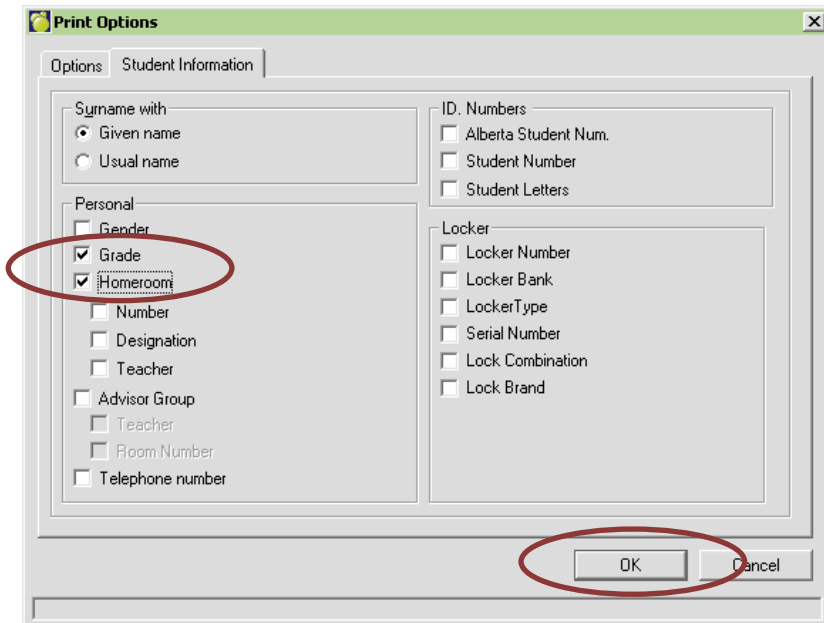 Print Options
Options
Student Information
Surname with
Given name
Usual name
Personal
Gender
Grade
Homeroom
Number
Designation
Teacher
Advisor Group
Teacher
Room Number
Telephone number
ID. Numbers
Alberta Student Num.
Student Number
Student Letters
Locker
Locker Number
Locker Bank
LockerType
Serial Number
Lock Combination
Lock Brand
OK
Cancel